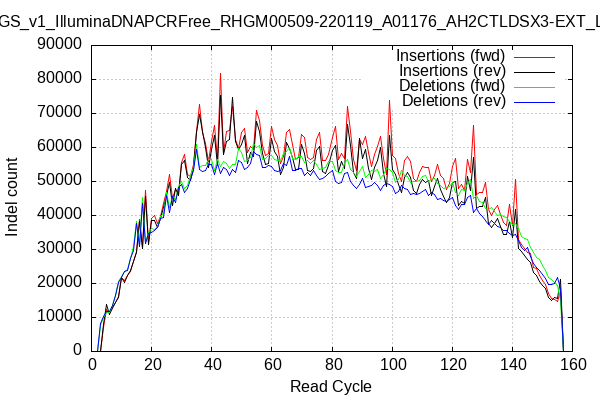 GS_v1_IlluminaDNAPCRFree_RHGM00509-220119_A01176_AH2CTLDSX3-EXT_L
90000
80000
70000
60000
50000
40000
30000
20000
10000
0
Indel count
Insertions (fwd)
Insertions (rev)
Deletions (fwd)
Deletions (rev)
0 20 40 60 80 100 120 140 160
Read Cycle